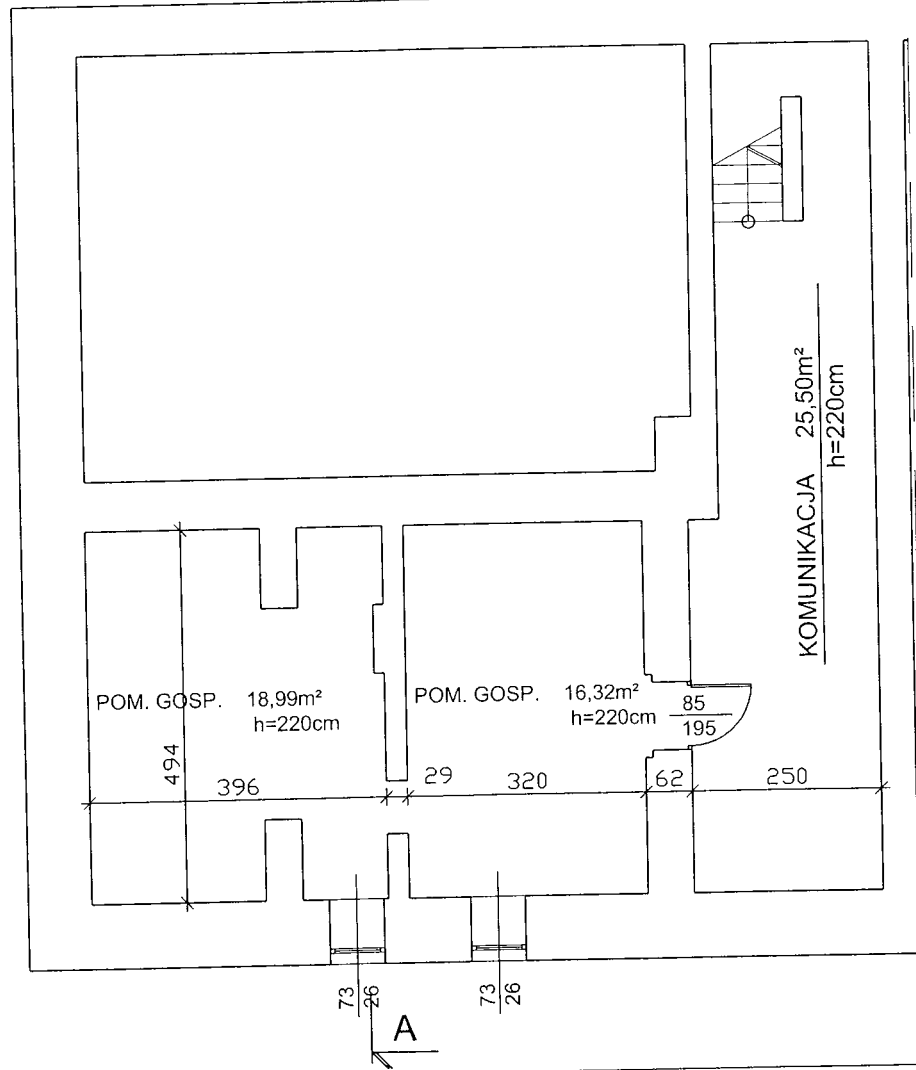 KOMUNIKACJA 25,50m²
h=220cm
POM. GOSP. 18,99m²
h=220cm
POM. GOSP. 16,32m²
h=220cm
85
195
494
396
29
320
62
250
73
26
73
26
A